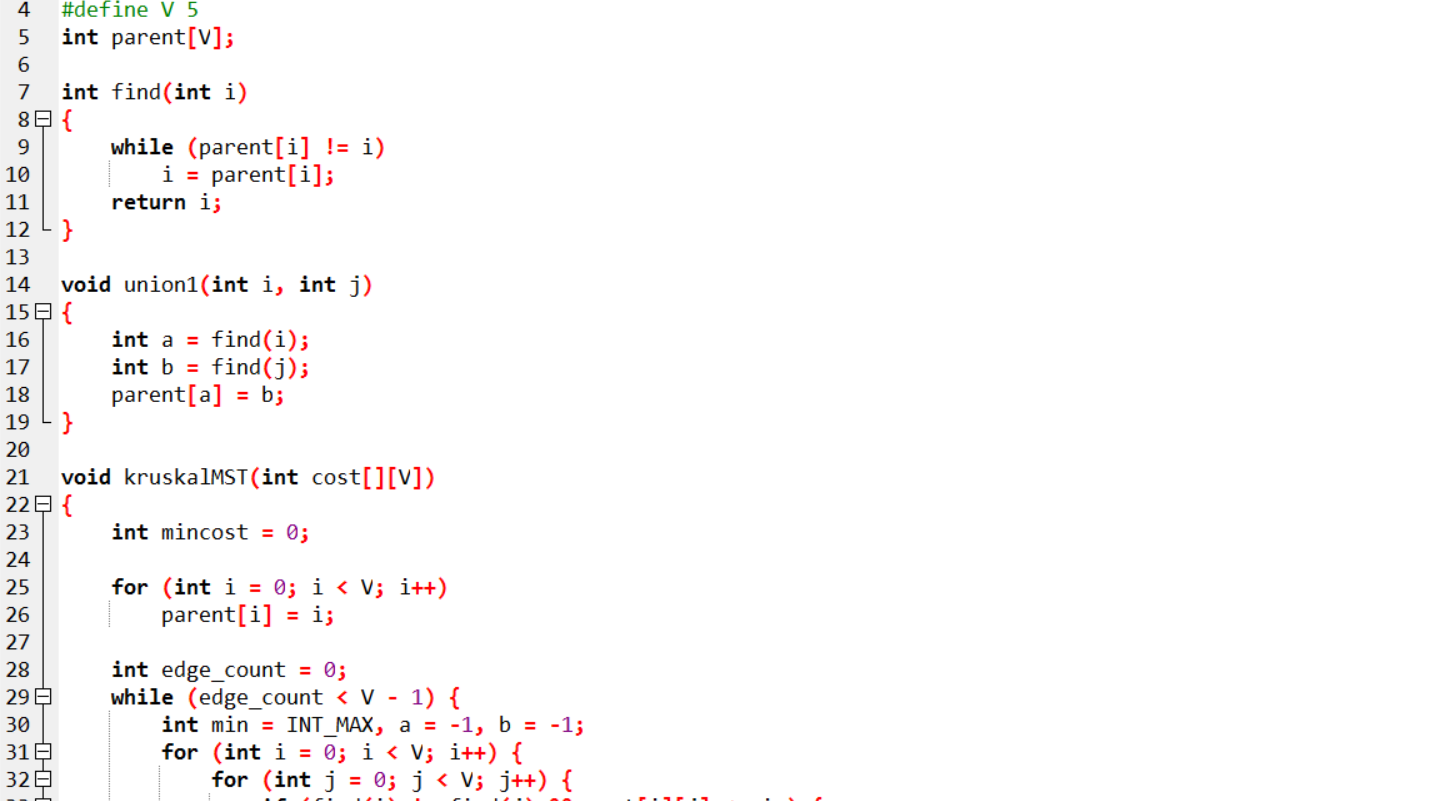 4 #define V 5
5 int parent[V];
6
7 int find(int i)
8 {
9 while (parent[i] != i)
10 i = parent[i];
11 return i;
12 }
13
14 void union1(int i, int j)
15 {
16 int a = find(i);
17 int b = find(j);
18 parent[a] = b;
19 }
20
21 void kruskalMST(int cost[][V])
22 {
23 int mincost = 0;
24
25 for (int i = 0; i < V; i++)
26 parent[i] = i;
27
28 int edge_count = 0;
29 while (edge_count < V - 1) {
30 int min = INT_MAX, a = -1, b = -1;
31 for (int i = 0; i < V; i++) {
32 for (int j = 0; j < V; j++) {